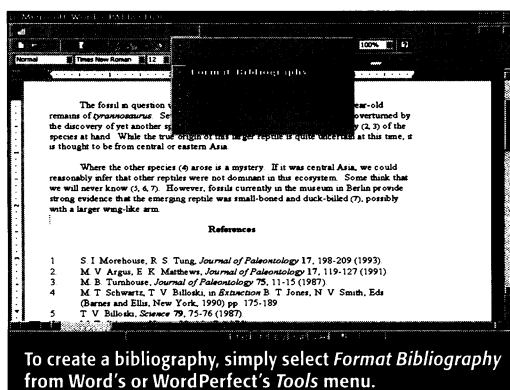 Microsoft Word - PALEO
Normal Times New Roman 12 100%
Format Bibliography
The fossil in question ear-old
remains of tyrannosaurus. Se overturned by
the discovery of yet another sp y (2, 3) of the
species at hand. While the true origin of this larger reptile is quite uncertain at this time, it
is thought to be from central or eastern Asia.
Where the other species (4) arose is a mystery. If it was central Asia, we could
reasonably infer that other reptiles were not dominant in this ecosystem. Some think that
we will never know (5, 6, 7). However, fossils currently in the museum in Berlin provide
strong evidence that the emerging reptile was small-boned and duck-billed (7), possibly
with a larger wing-like arm.
References
1 S. I. Morehouse, R. S. Tung, Journal of Paleontology 17, 198-209 (1993)
2. M. V. Argus, E. K. Matthews, Journal of Paleontology 17, 119-127 (1991)
3. M. B. Turnhouse, Journal of Paleontology 75, 11-15 (1987)
4 M. T. Schwartz, T. V. Billoski, in Extinction B. T. Jones, N. V. Smith, Eds
(Barnes and Ellis, New York, 1990) pp. 175-189
5 T. V. Billoski, Science 79, 75-76 (1987)
To create a bibliography, simply select Format Bibliography
from Word's or WordPerfect's Tools menu.